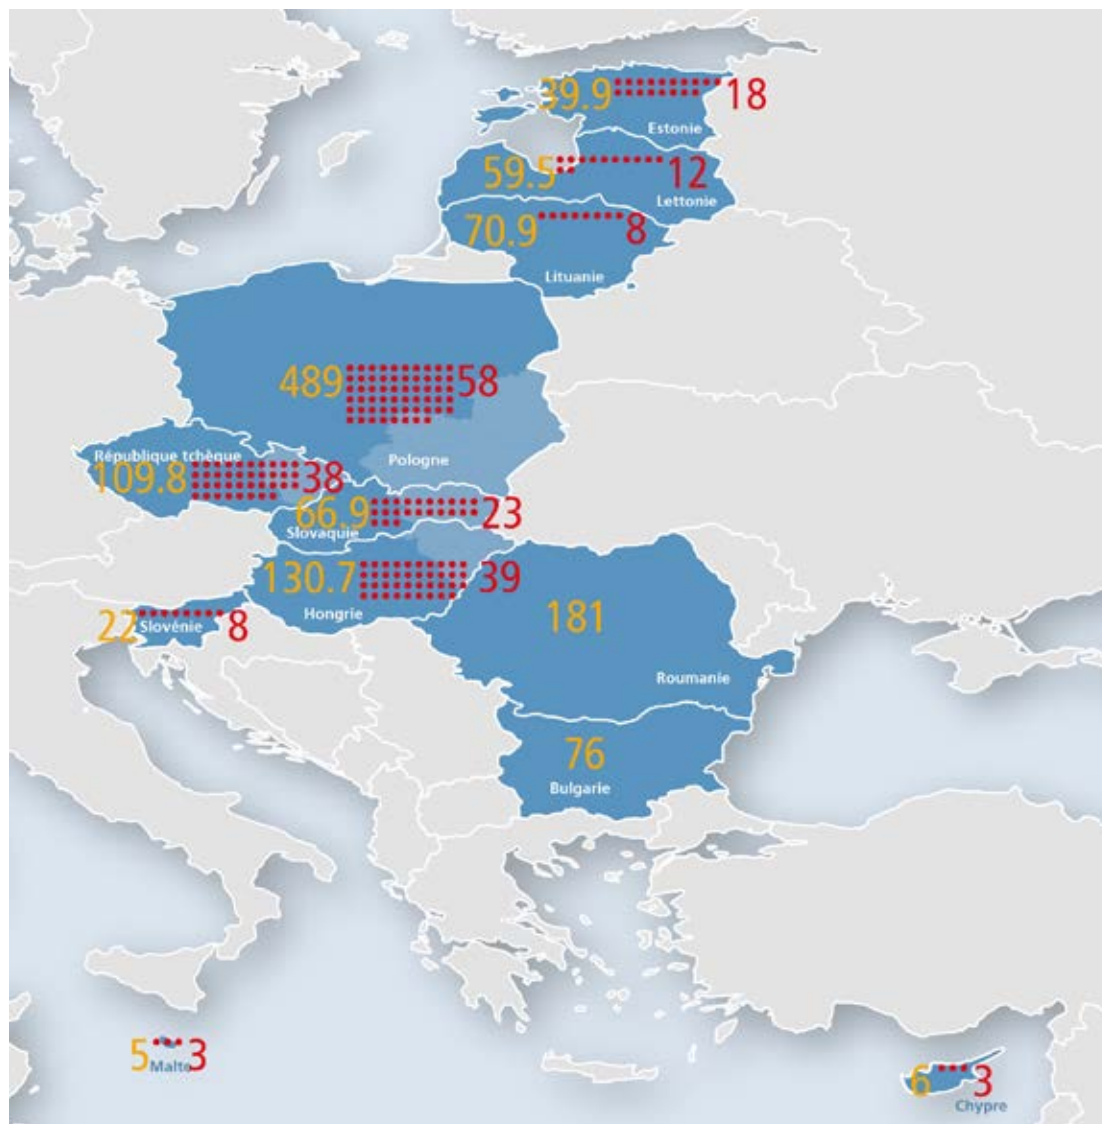 39.9 18
Estonie
59.5 12
Lettonie
70.9 8
Lituanie
489 58
Pologne
République tchèque
109.8 38
66.9 23
Slovaquie
130.7 39
Hongrie
22 Slovénie 8
181
Roumanie
76
Bulgarie
5 Malte 3
6 3
Chypre